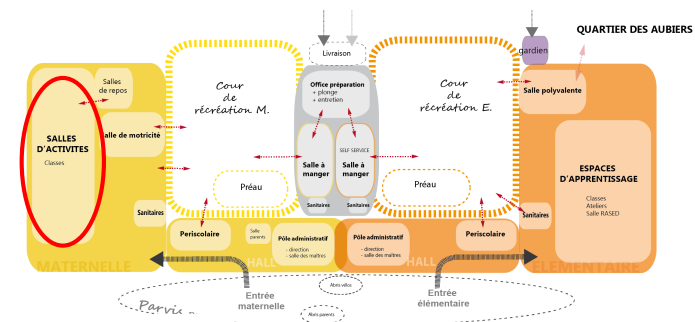 QUARTIER DES AUBIERS
Livraison
gardien
Salles
de repos
Cour
de
récréation M.
Office préparation
+ plonge
+ entretien
Cour
de
récréation E.
Salle polyvalente
SALLES
D'ACTIVITES
Classes
alle de motricité
SELF SERVICE
Salle à
manger
Salle à
manger
ESPACES
D'APPRENTISSAGE
Classes
Ateliers
Salle RASED
Préau
Préau
Sanitaires
Sanitaires
Sanitaires
Sanitaires
Periscolaire
Salle
parents
Pôle administratif
- direction
- salle des maîtres
Pôle administratif
- direction
- salle des maîtres
Periscolaire
MATERNELLE
HALL
HALL
ELEMENTAIRE
Entrée
maternelle
Abris vélos
Entrée
élémentaire
Abris parents